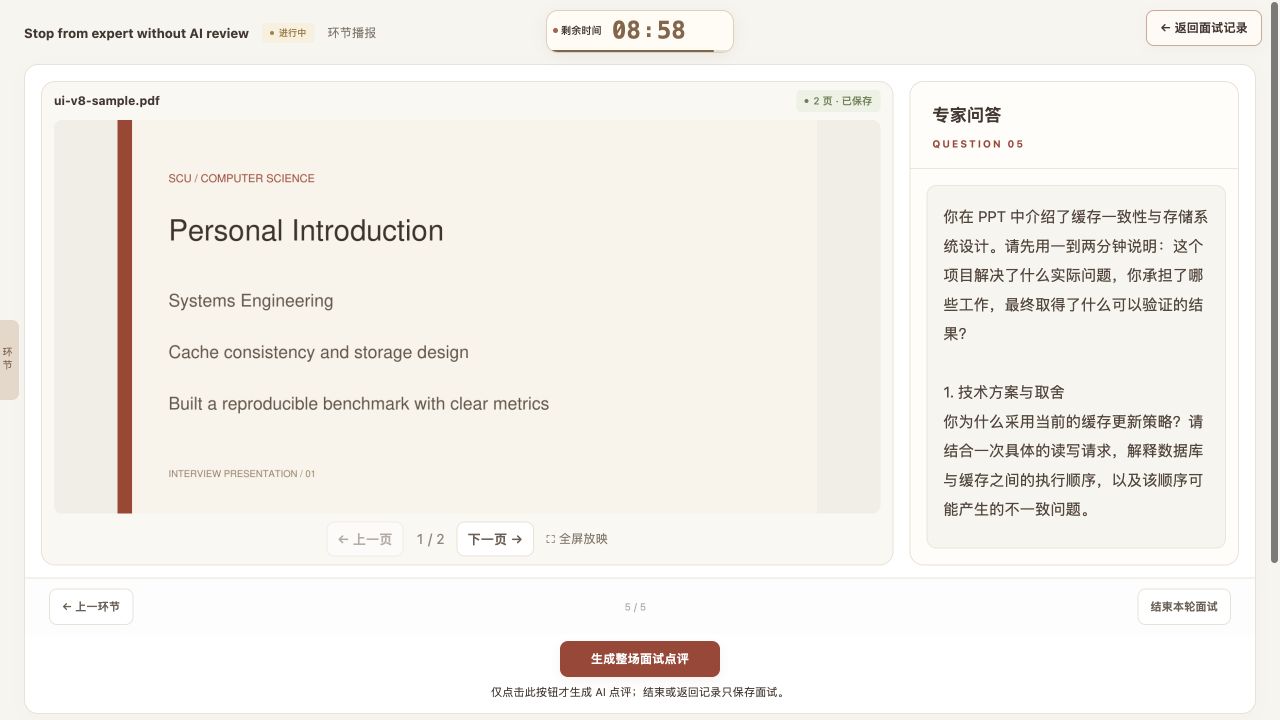 Stop from expert without AI review
进行中
环节播报
剩余时间 08:58
← 返回面试记录
环
节
ui-v8-sample.pdf
2 页 · 已保存
SCU / COMPUTER SCIENCE
Personal Introduction
Systems Engineering
Cache consistency and storage design
Built a reproducible benchmark with clear metrics
INTERVIEW PRESENTATION / 01
← 上一页
1 / 2
下一页 →
全屏放映
专家问答
QUESTION 05
你在 PPT 中介绍了缓存一致性与存储系
统设计。请先用一到两分钟说明：这个
项目解决了什么实际问题，你承担了哪
些工作，最终取得了什么可以验证的结
果？
1. 技术方案与取舍
你为什么采用当前的缓存更新策略？请
结合一次具体的读写请求，解释数据库
与缓存之间的执行顺序，以及该顺序可
能产生的不一致问题。
← 上一环节
5 / 5
结束本轮面试
生成整场面试点评
仅点击此按钮才生成 AI 点评；结束或返回记录只保存面试。